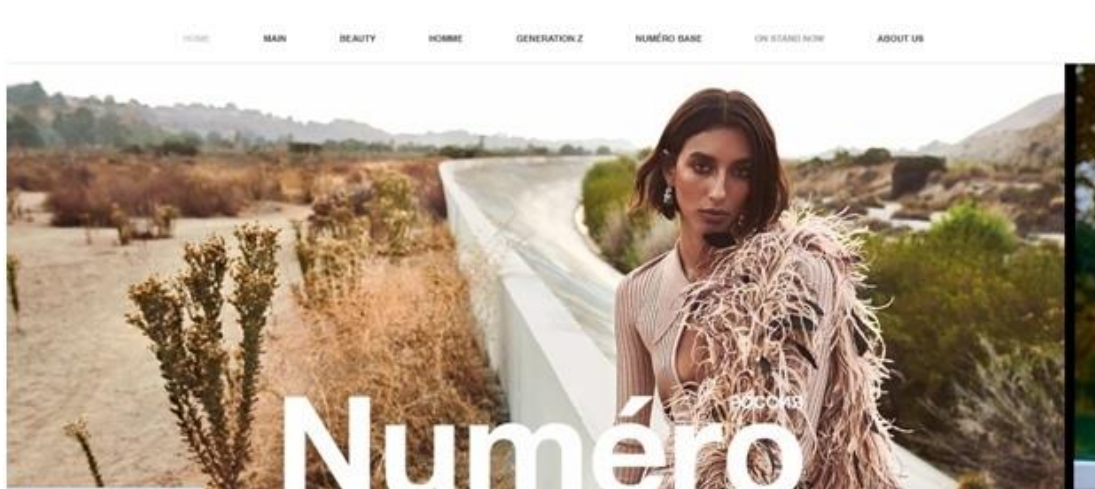 HOME MAIN BEAUTY HOMME GENERATION Z NUMÉRO BASE ON STAND NOW ABOUT US
РОССИЯ
Numéro